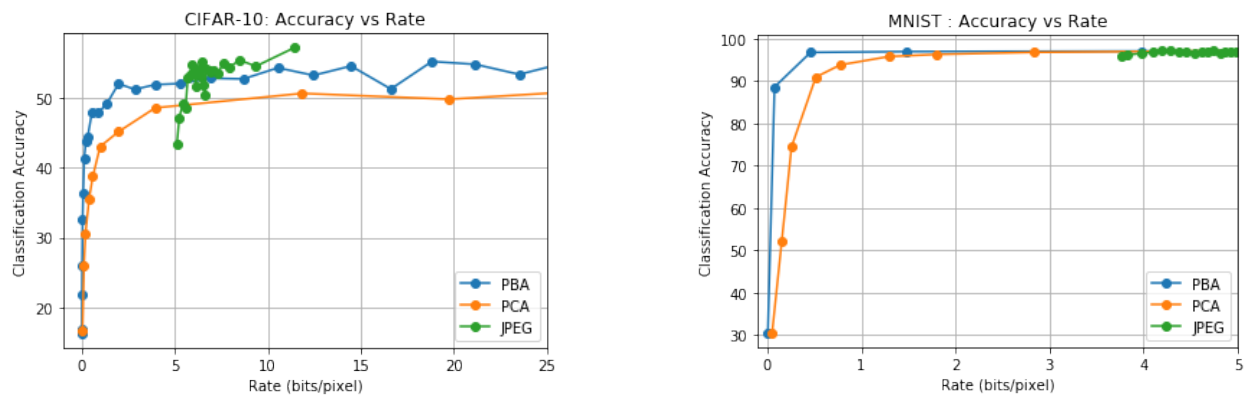 CIFAR-10: Accuracy vs Rate
Classification Accuracy
50
40
30
20
0
5
10
15
20
25
Rate (bits/pixel)
PBA
PCA
JPEG
MNIST : Accuracy vs Rate
Classification Accuracy
100
90
80
70
60
50
40
30
0
1
2
3
4
5
Rate (bits/pixel)
PBA
PCA
JPEG